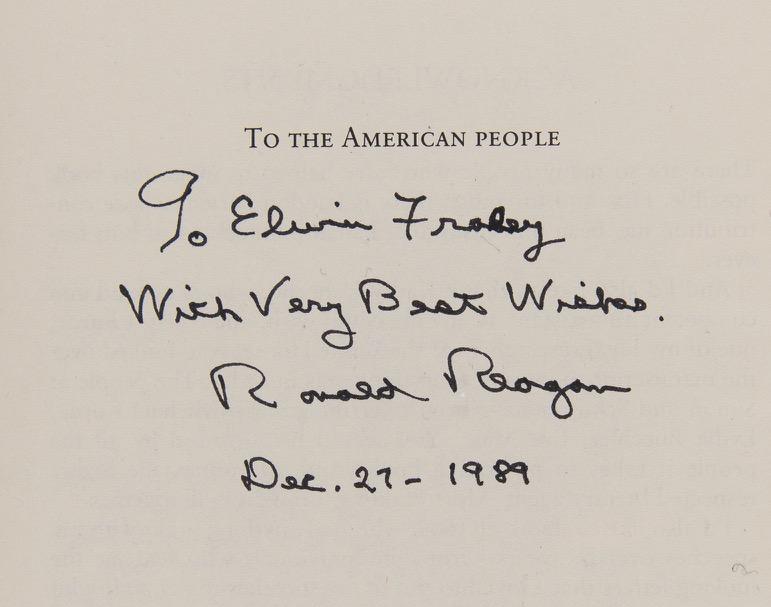 TO THE AMERICAN PEOPLE
To Elwin Fraley
With Very Best Wishes.
Ronald Reagan
Dec. 27 - 1989